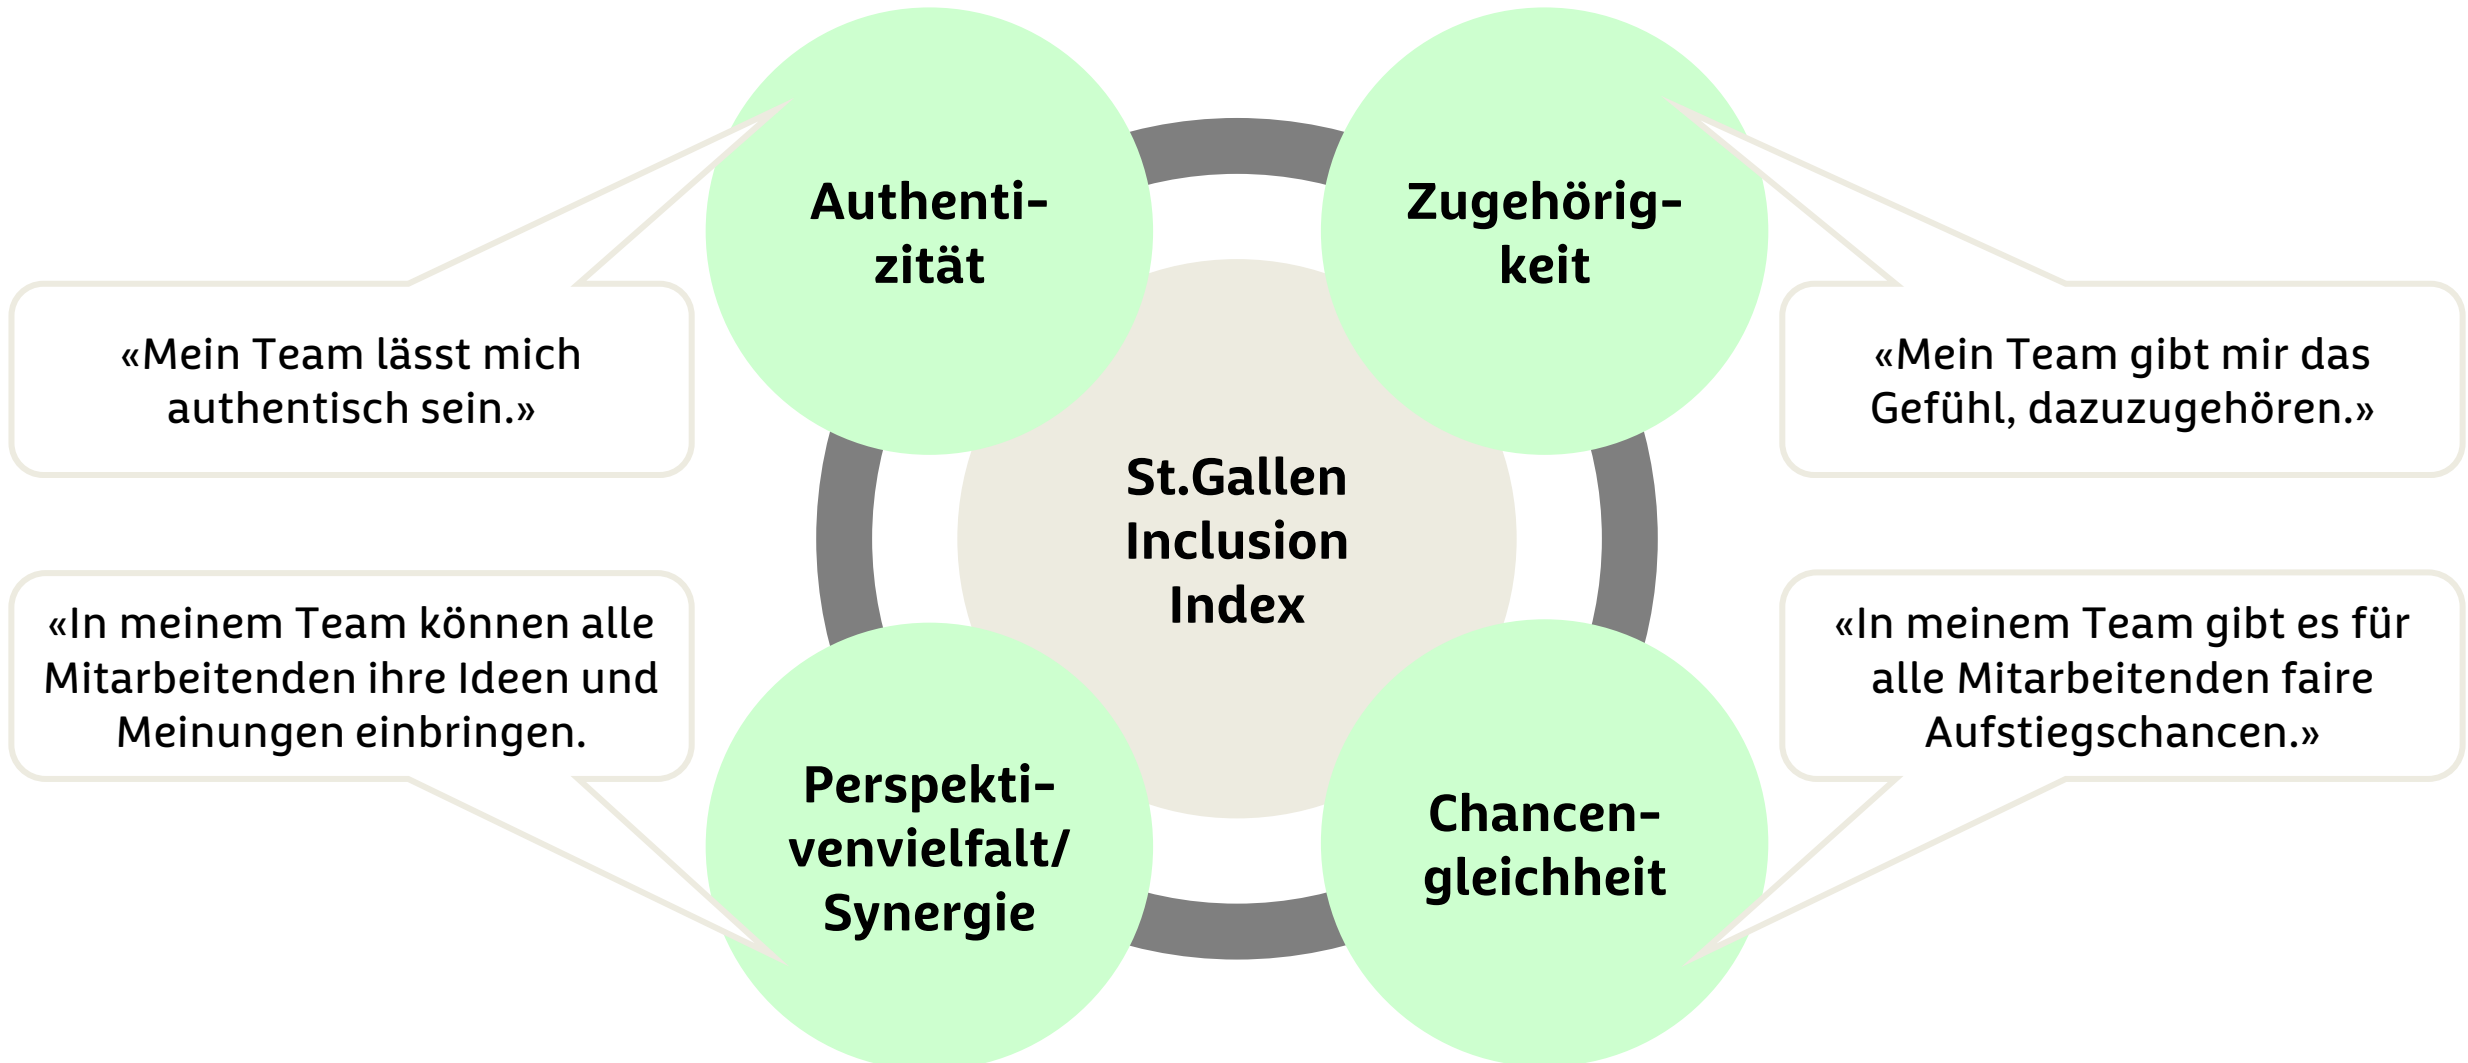 Authenti-
zität
Zugehörig-
keit
«Mein Team lässt mich
authentisch sein.»
«Mein Team gibt mir das
Gefühl, dazuzugehören.»
St.Gallen
Inclusion
Index
«In meinem Team können alle
Mitarbeitenden ihre Ideen und
Meinungen einbringen.
«In meinem Team gibt es für
alle Mitarbeitenden faire
Aufstiegschancen.»
Perspekti-
venvielfalt/
Synergie
Chancen-
gleichheit